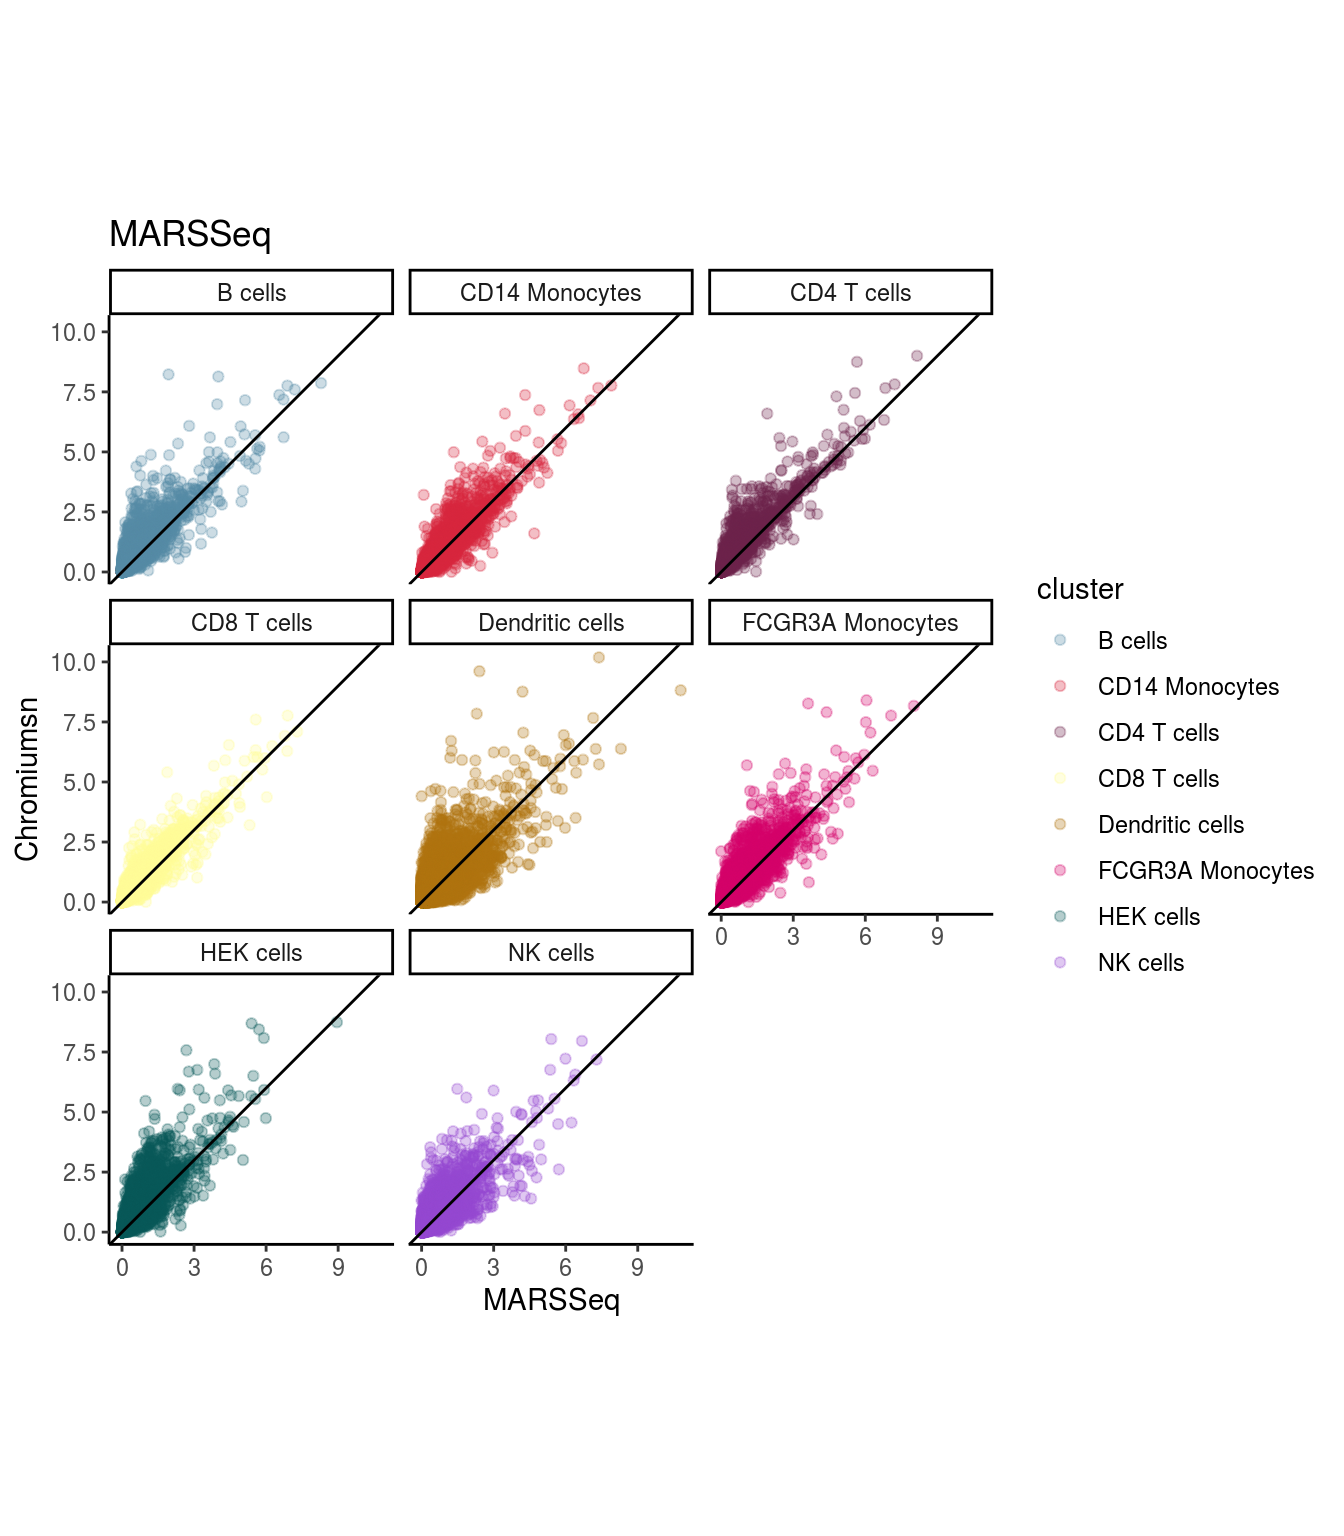 MARSSeq
B cells
CD14 Monocytes
CD4 T cells
10.0
7.5
5.0
2.5
0.0
CD8 T cells
Dendritic cells
FCGR3A Monocytes
10.0
7.5
5.0
2.5
0.0
0 3 6 9
HEK cells
NK cells
10.0
7.5
5.0
2.5
0.0
0 3 6 9
0 3 6 9
MARSSeq
Chromiumsn
cluster
B cells
CD14 Monocytes
CD4 T cells
CD8 T cells
Dendritic cells
FCGR3A Monocytes
HEK cells
NK cells